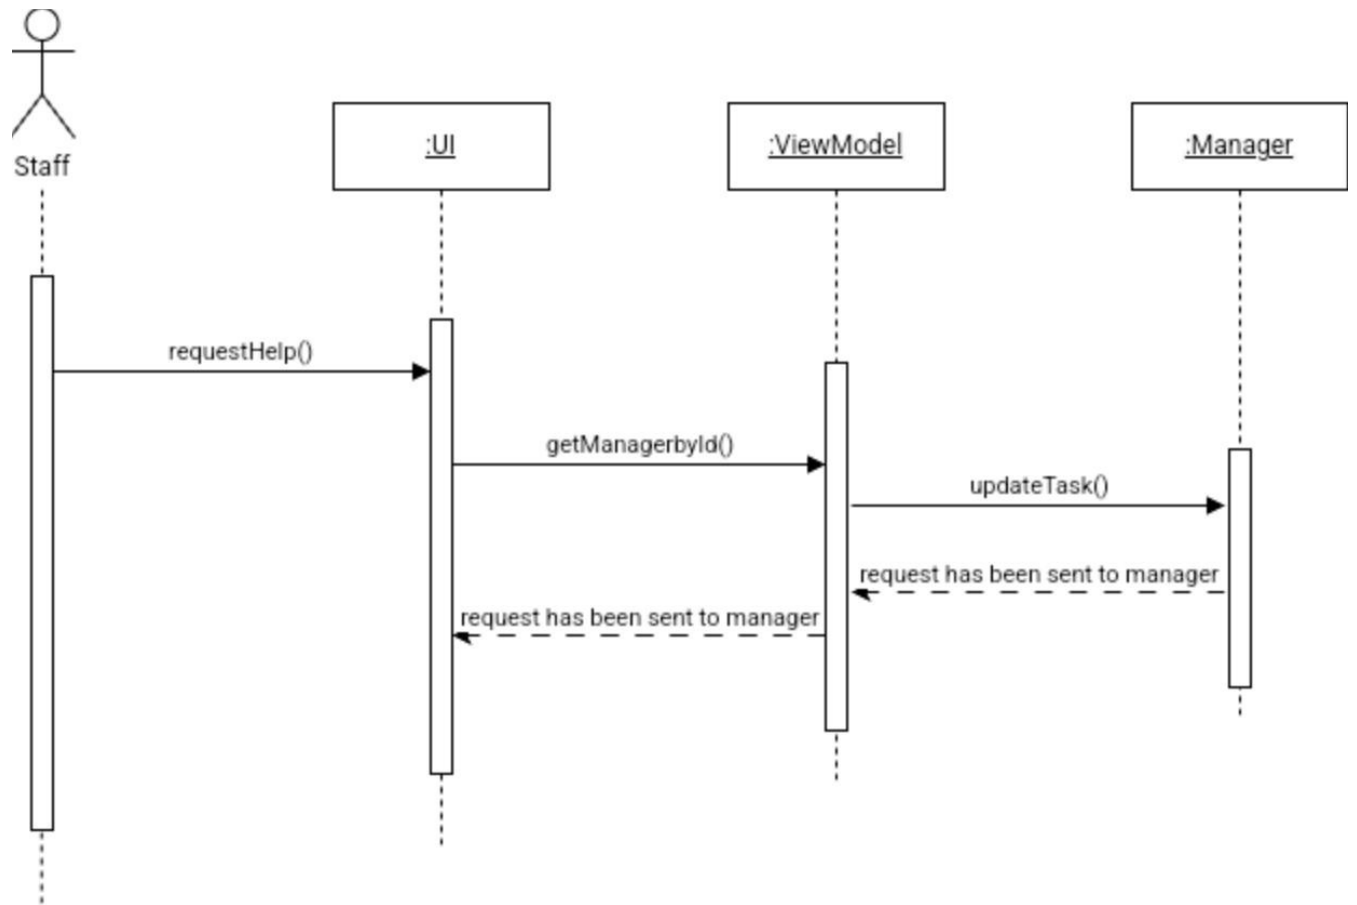 Staff
:UI
:ViewModel
:Manager
requestHelp()
getManagerbyId()
updateTask()
request has been sent to manager
request has been sent to manager